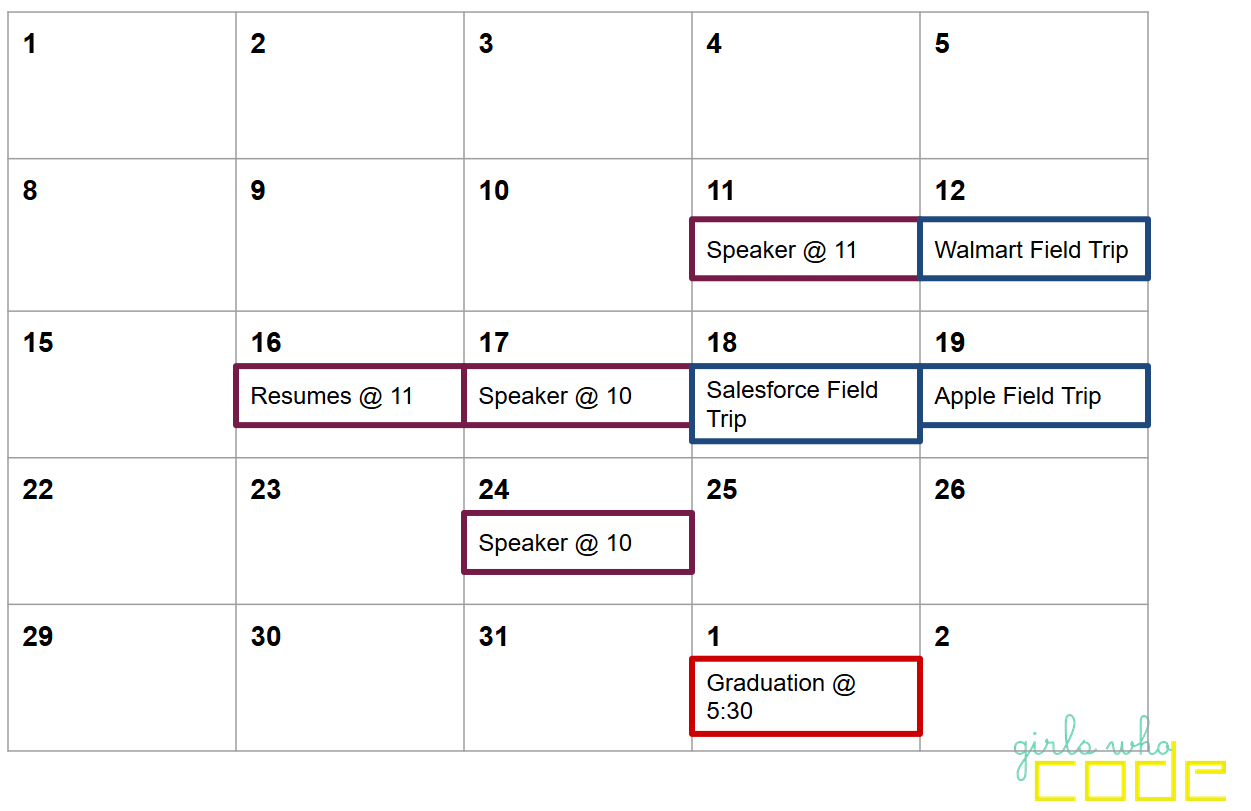 1 2 3 4 5
8 9 10 11 12
Speaker @ 11 Walmart Field Trip
15 16 17 18 19
Resumes @ 11 Speaker @ 10 Salesforce Field Apple Field Trip
Trip
22 23 24 25 26
Speaker @ 10
29 30 31 1 2
Graduation @
5:30
girls who
code